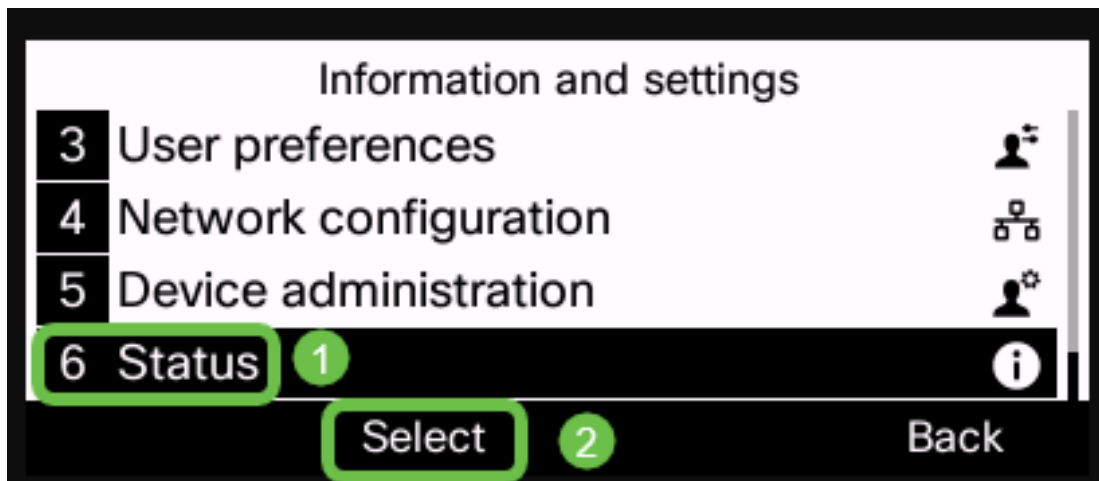 Information and settings
3 User preferences
4 Network configuration
5 Device administration
6 Status 1
Select 2 Back